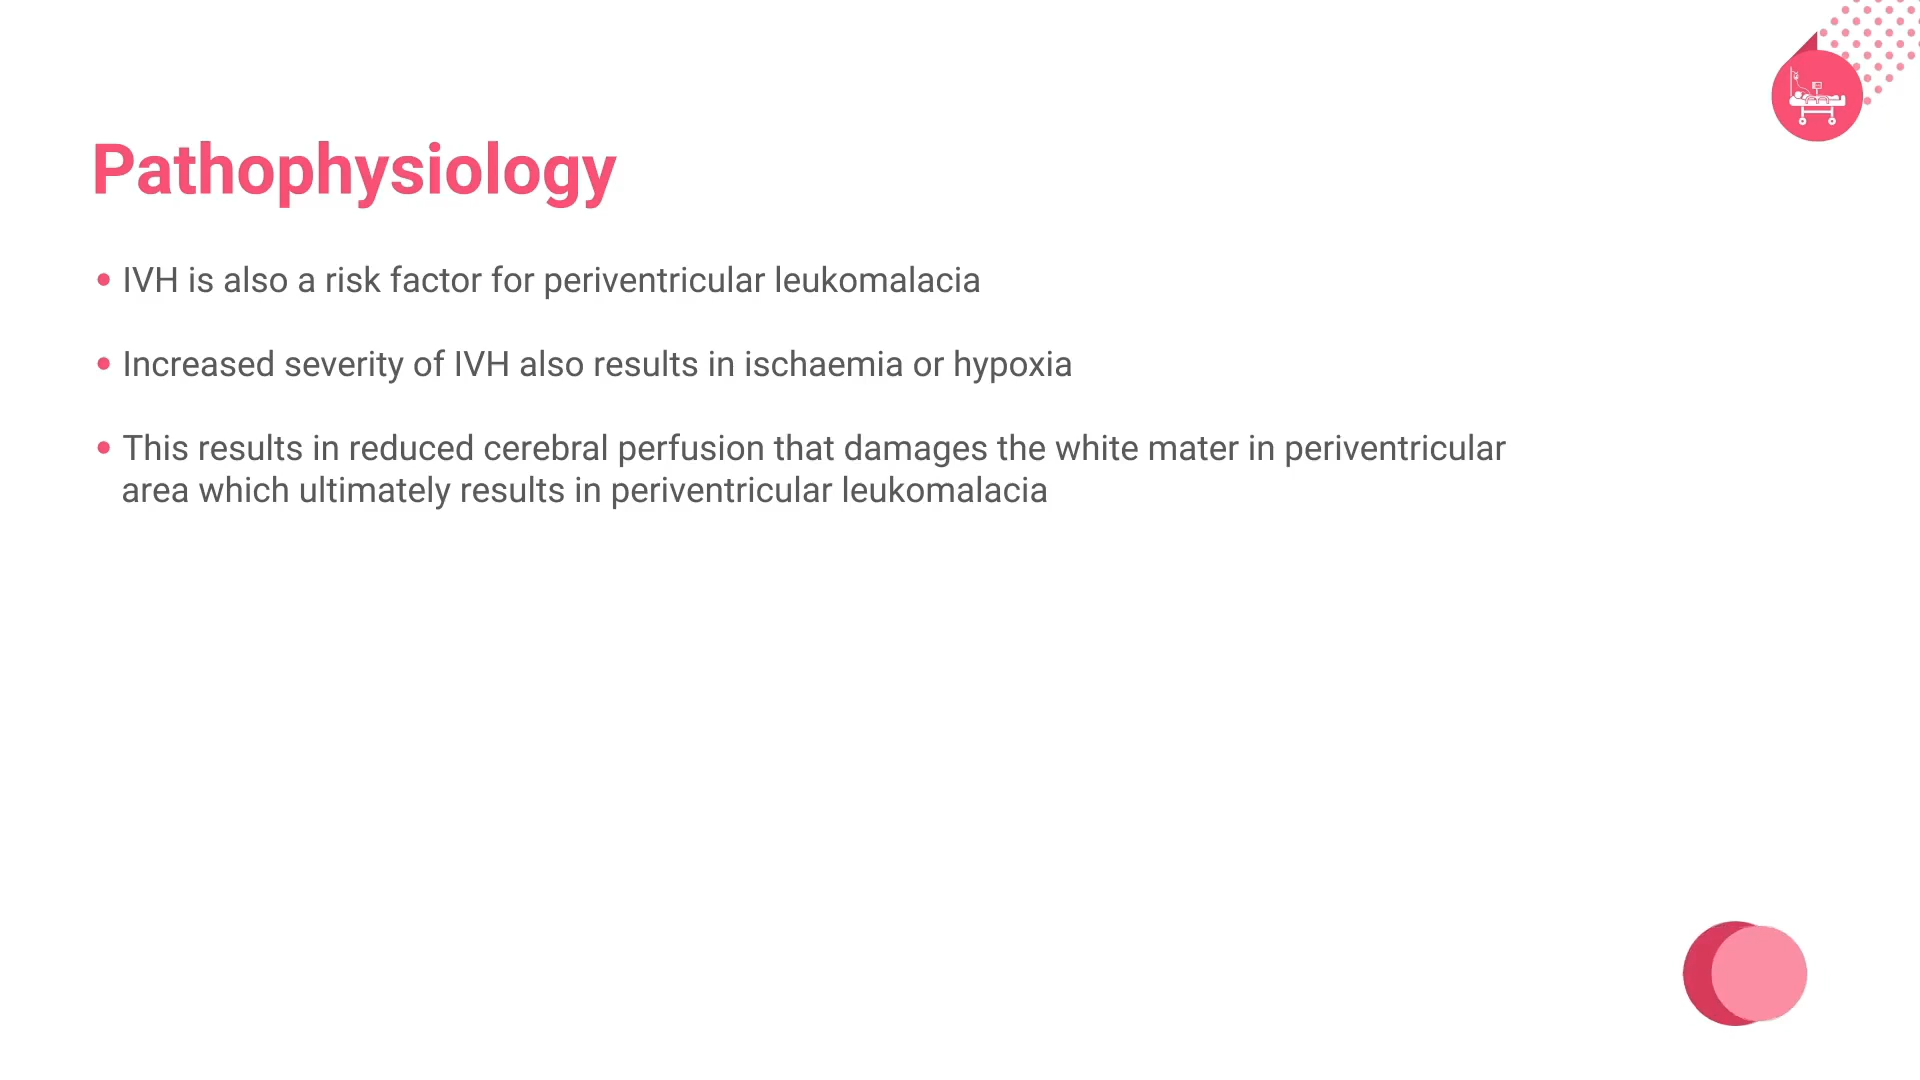 Pathophysiology
• IVH is also a risk factor for periventricular leukomalacia
• Increased severity of IVH also results in ischaemia or hypoxia
• This results in reduced cerebral perfusion that damages the white mater in periventricular
area which ultimately results in periventricular leukomalacia